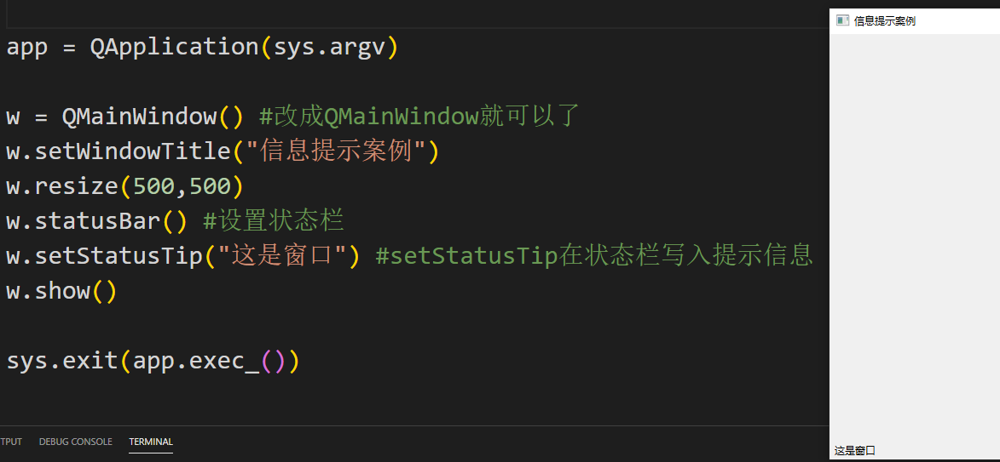 app = QApplication(sys.argv)
w = QMainWindow() #改成QMainWindow就可以了
w.setWindowTitle("信息提示案例")
w.resize(500,500)
w.statusBar() #设置状态栏
w.setStatusTip("这是窗口") #setStatusTip在状态栏写入提示信息
w.show()
sys.exit(app.exec_())
TPUT DEBUG CONSOLE TERMINAL
信息提示案例
这是窗口